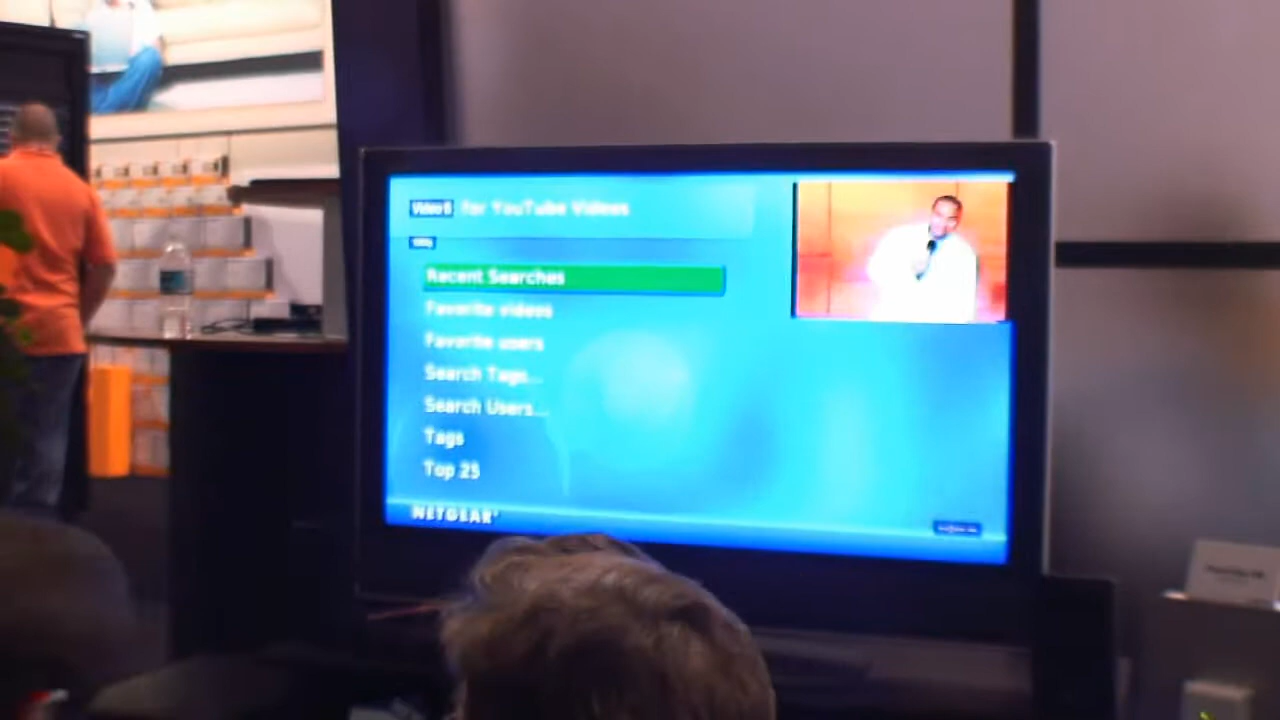 for YouTube Videos
Recent Searches
Favorite videos
Favorite users
Search Tags...
Search Users...
Tags
Top 25
NETGEAR